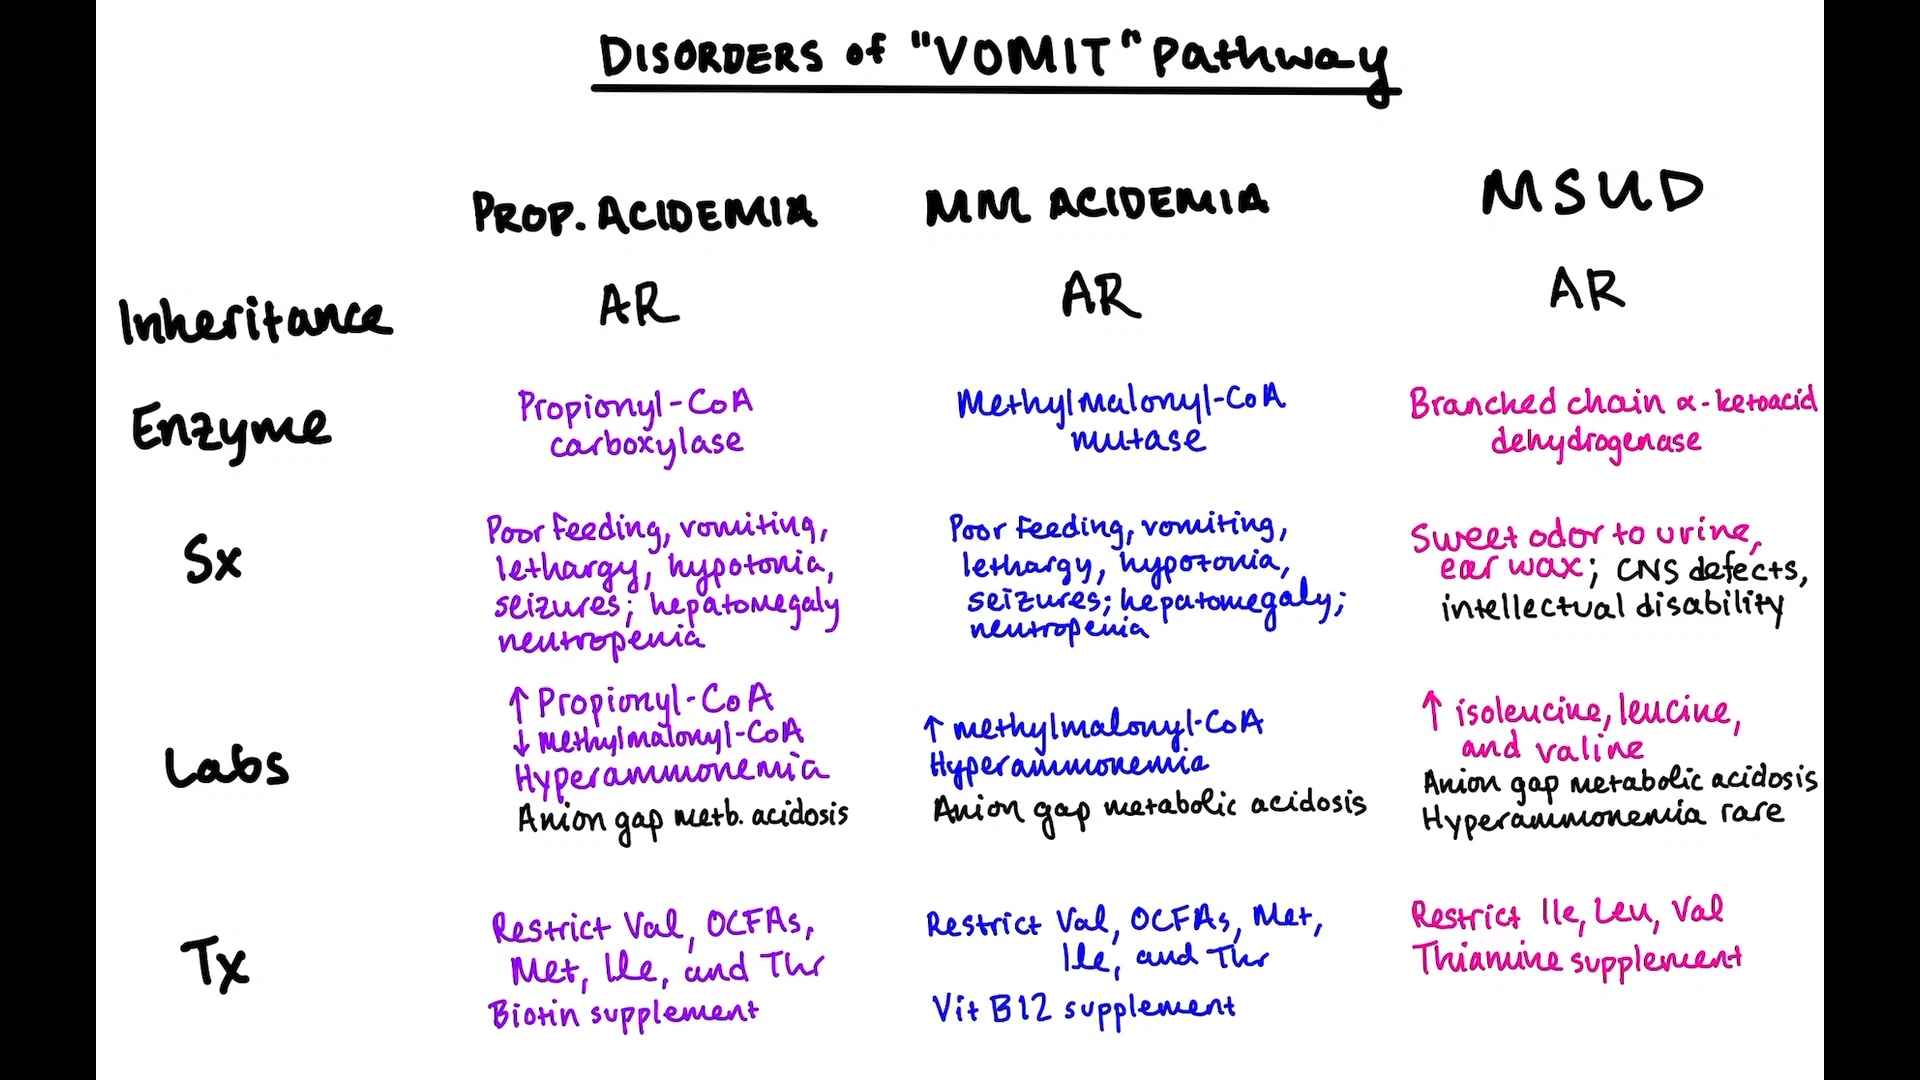 DISORDERS of "VOMIT" Pathway
PROP. ACIDEMIA
MM ACIDEMIA
MSUD
Inheritance
AR
AR
AR
Enzyme
Propionyl-CoA
carboxylase
Methylmalonyl-CoA
mutase
Branched chain α-ketoacid
dehydrogenase
Sx
Poor feeding, vomiting,
lethargy, hypotonia,
seizures; hepatomegaly
neutropenia
Poor feeding, vomiting,
lethargy, hypotonia,
seizures; hepatomegaly;
neutropenia
Sweet odor to urine,
ear wax; CNS defects,
intellectual disability
Labs
↑ Propionyl-CoA
↓ Methylmalonyl-CoA
Hyperammonemia
Anion gap metb. acidosis
↑ methylmalonyl-CoA
Hyperammonemia
Anion gap metabolic acidosis
↑ isoleucine, leucine,
and valine
Anion gap metabolic acidosis
Hyperammonemia rare
Tx
Restrict Val, OCFAs,
Met, Ile, and Thr
Biotin supplement
Restrict Val, OCFAs, Met,
Ile, and Thr
Vit B12 supplement
Restrict Ile, Leu, Val
Thiamine supplement